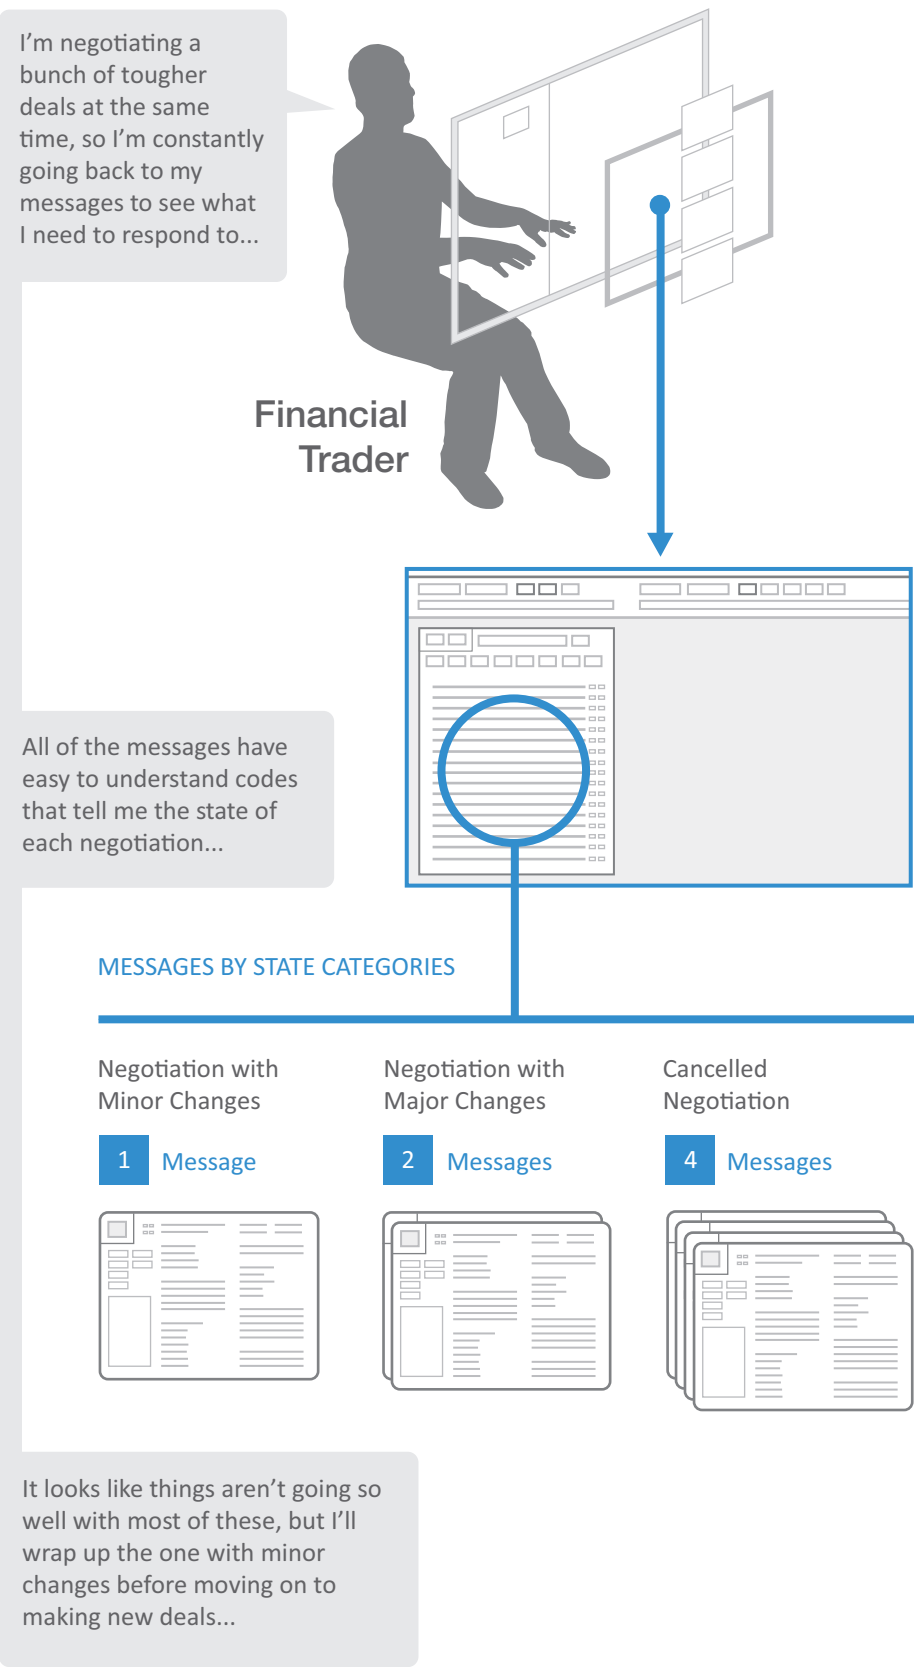 I’m negotiating a
bunch of tougher
deals at the same
time, so I’m constantly
going back to my
messages to see what
I need to respond to...
Financial
Trader
All of the messages have
easy to understand codes
that tell me the state of
each negotiation...
MESSAGES BY STATE CATEGORIES
Negotiation with
Minor Changes
1 Message
Negotiation with
Major Changes
2 Messages
Cancelled
Negotiation
4 Messages
It looks like things aren’t going so
well with most of these, but I’ll
wrap up the one with minor
changes before moving on to
making new deals...